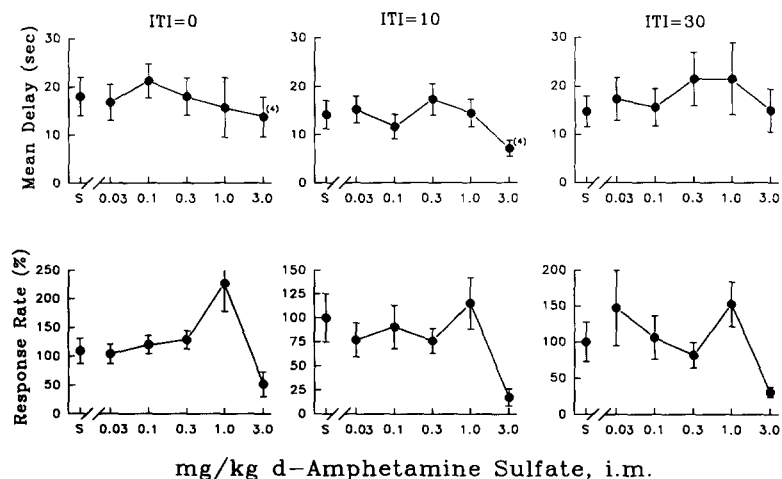 ITI=0 ITI=10 ITI=30
Mean Delay (sec)
40 40 40
30 30 30
20 20 20
10 10 10
0 0 0
(4) (4)
S 0.03 0.1 0.3 1.0 3.0 S 0.03 0.1 0.3 1.0 3.0 S 0.03 0.1 0.3 1.0 3.0
Response Rate (%)
250 150 200
200 125 150
150 100 100
100 75 50
50 50 0
0 25
0
S 0.03 0.1 0.3 1.0 3.0 S 0.03 0.1 0.3 1.0 3.0 S 0.03 0.1 0.3 1.0 3.0
mg/kg d-Amphetamine Sulfate, i.m.